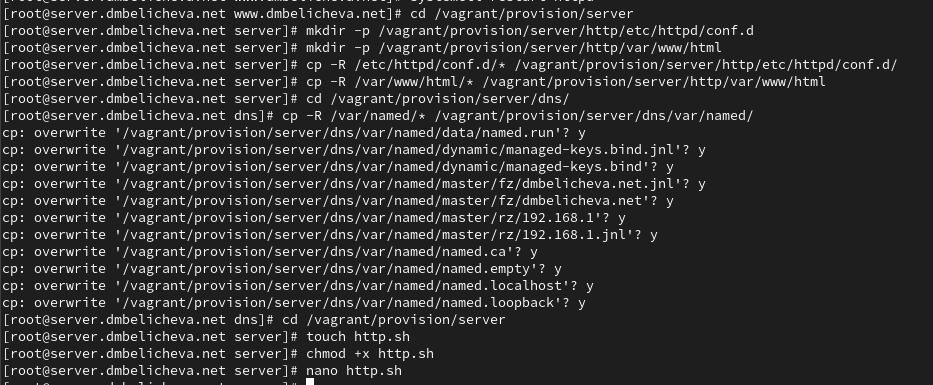 [root@server.dmbelicheva.net www.dmbelicheva.net]# cd /vagrant/provision/server
[root@server.dmbelicheva.net server]# mkdir -p /vagrant/provision/server/http/etc/httpd/conf.d
[root@server.dmbelicheva.net server]# mkdir -p /vagrant/provision/server/http/var/www/html
[root@server.dmbelicheva.net server]# cp -R /etc/httpd/conf.d/* /vagrant/provision/server/http/etc/httpd/conf.d/
[root@server.dmbelicheva.net server]# cp -R /var/www/html/* /vagrant/provision/server/http/var/www/html
[root@server.dmbelicheva.net server]# cd /vagrant/provision/server/dns/
[root@server.dmbelicheva.net dns]# cp -R /var/named/* /vagrant/provision/server/dns/var/named/
cp: overwrite '/vagrant/provision/server/dns/var/named/data/named.run'? y
cp: overwrite '/vagrant/provision/server/dns/var/named/dynamic/managed-keys.bind.jnl'? y
cp: overwrite '/vagrant/provision/server/dns/var/named/dynamic/managed-keys.bind'? y
cp: overwrite '/vagrant/provision/server/dns/var/named/master/fz/dmbelicheva.net.jnl'? y
cp: overwrite '/vagrant/provision/server/dns/var/named/master/fz/dmbelicheva.net'? y
cp: overwrite '/vagrant/provision/server/dns/var/named/master/rz/192.168.1'? y
cp: overwrite '/vagrant/provision/server/dns/var/named/master/rz/192.168.1.jnl'? y
cp: overwrite '/vagrant/provision/server/dns/var/named/named.ca'? y
cp: overwrite '/vagrant/provision/server/dns/var/named/named.empty'? y
cp: overwrite '/vagrant/provision/server/dns/var/named/named.localhost'? y
cp: overwrite '/vagrant/provision/server/dns/var/named/named.loopback'? y
[root@server.dmbelicheva.net dns]# cd /vagrant/provision/server
[root@server.dmbelicheva.net server]# touch http.sh
[root@server.dmbelicheva.net server]# chmod +x http.sh
[root@server.dmbelicheva.net server]# nano http.sh